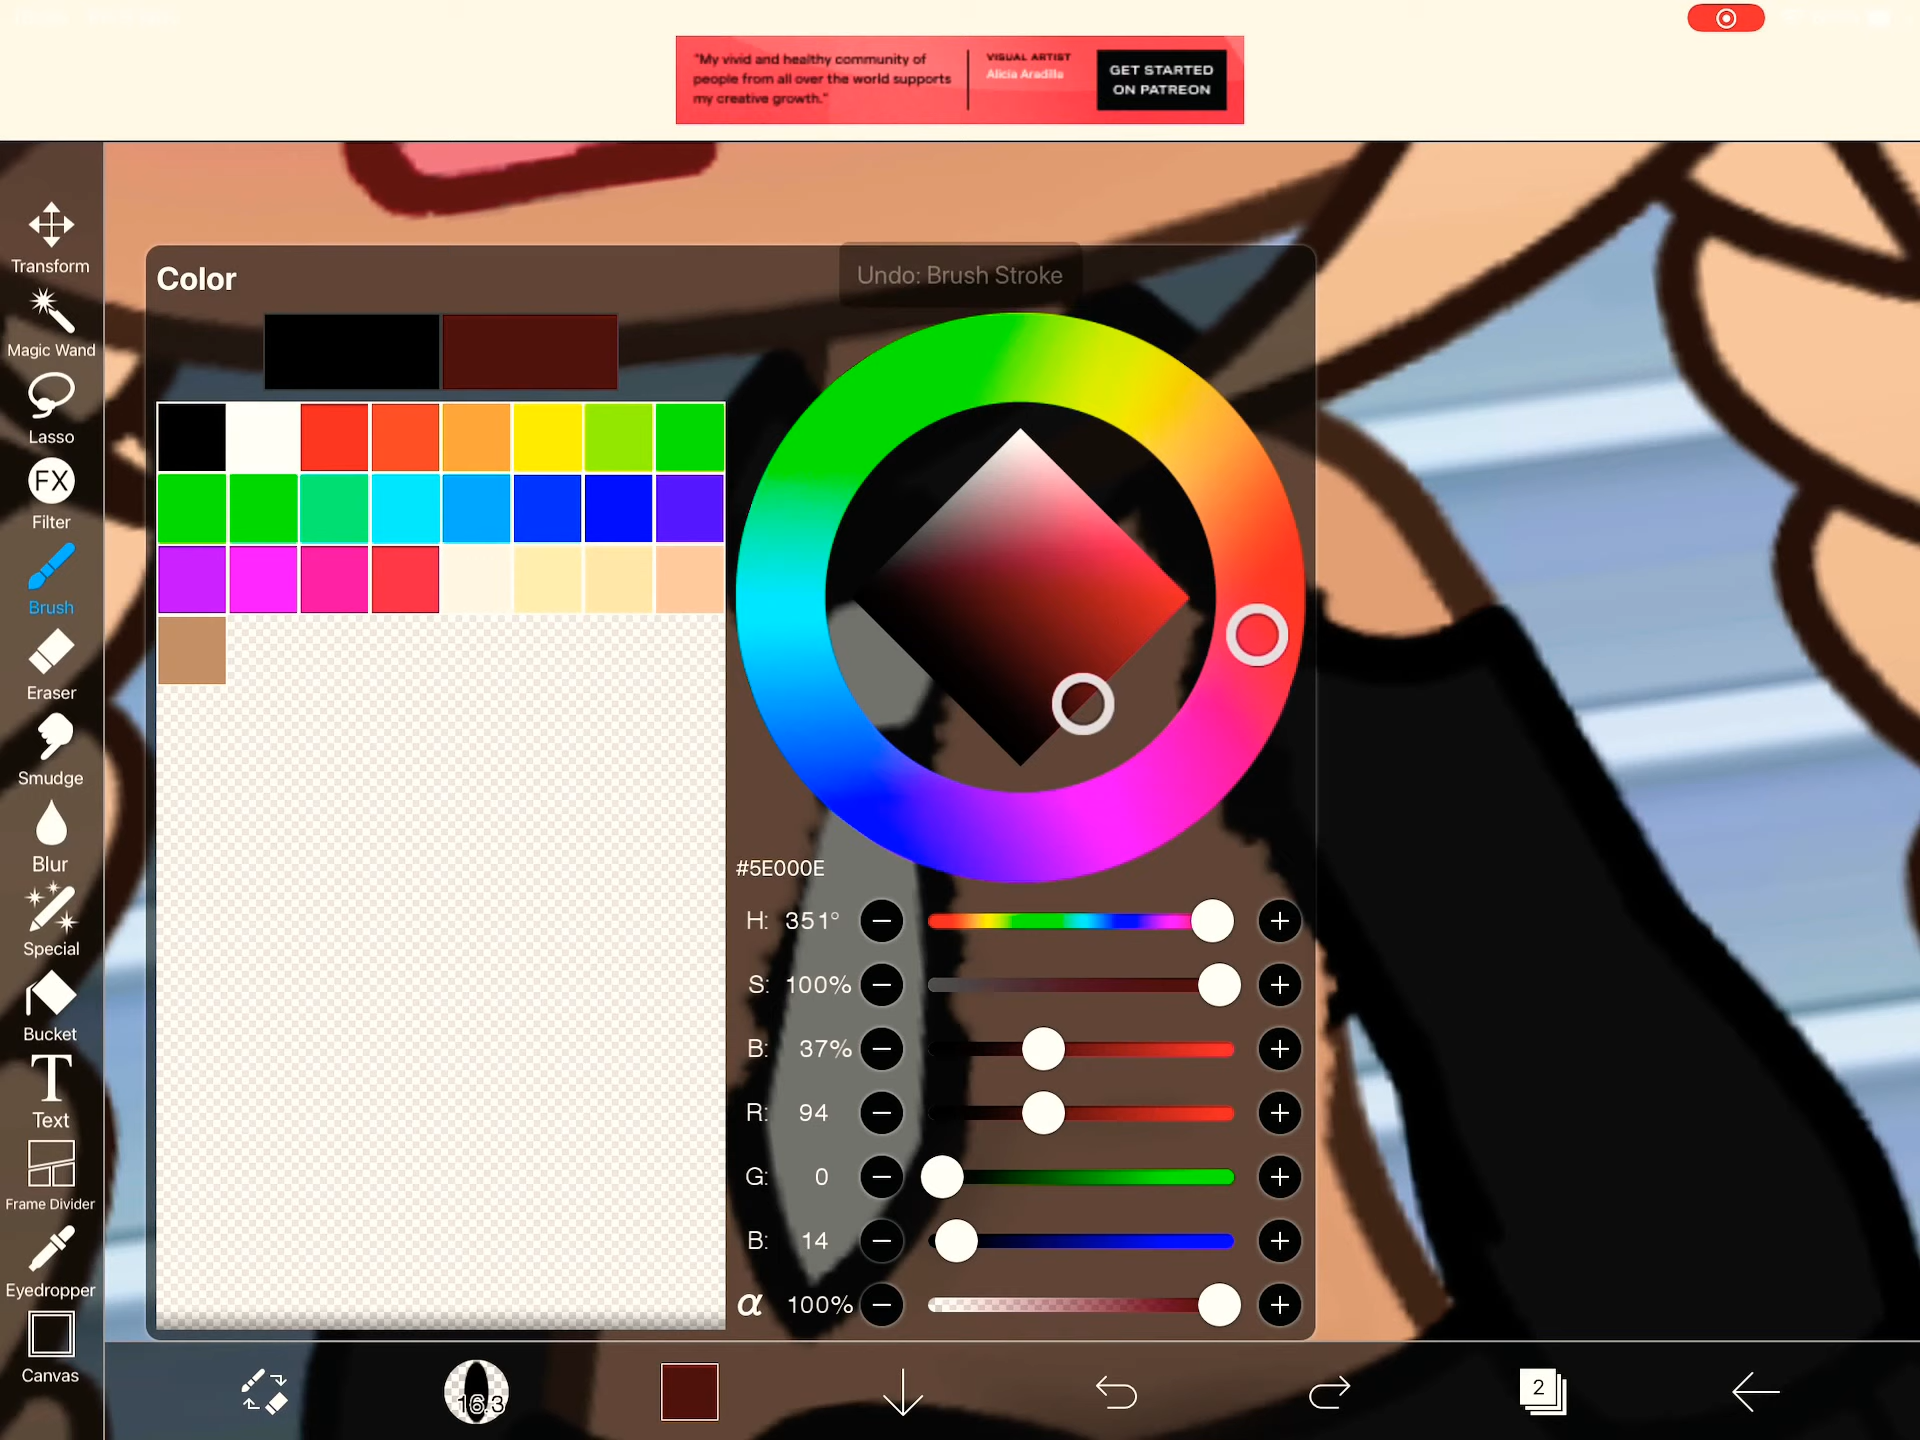 "My vivid and healthy community of
people from all over the world supports
my creative growth."
VISUAL ARTIST
Alicia Aradilla
GET STARTED
ON PATREON
Transform
Magic Wand
Lasso
FX
Filter
Brush
Eraser
Smudge
Blur
Special
Bucket
T
Text
Frame Divider
Eyedropper
Canvas
Color
Undo: Brush Stroke
#5E000E
H: 351°
S: 100%
B: 37%
R: 94
G: 0
B: 14
α 100%
16.3
2